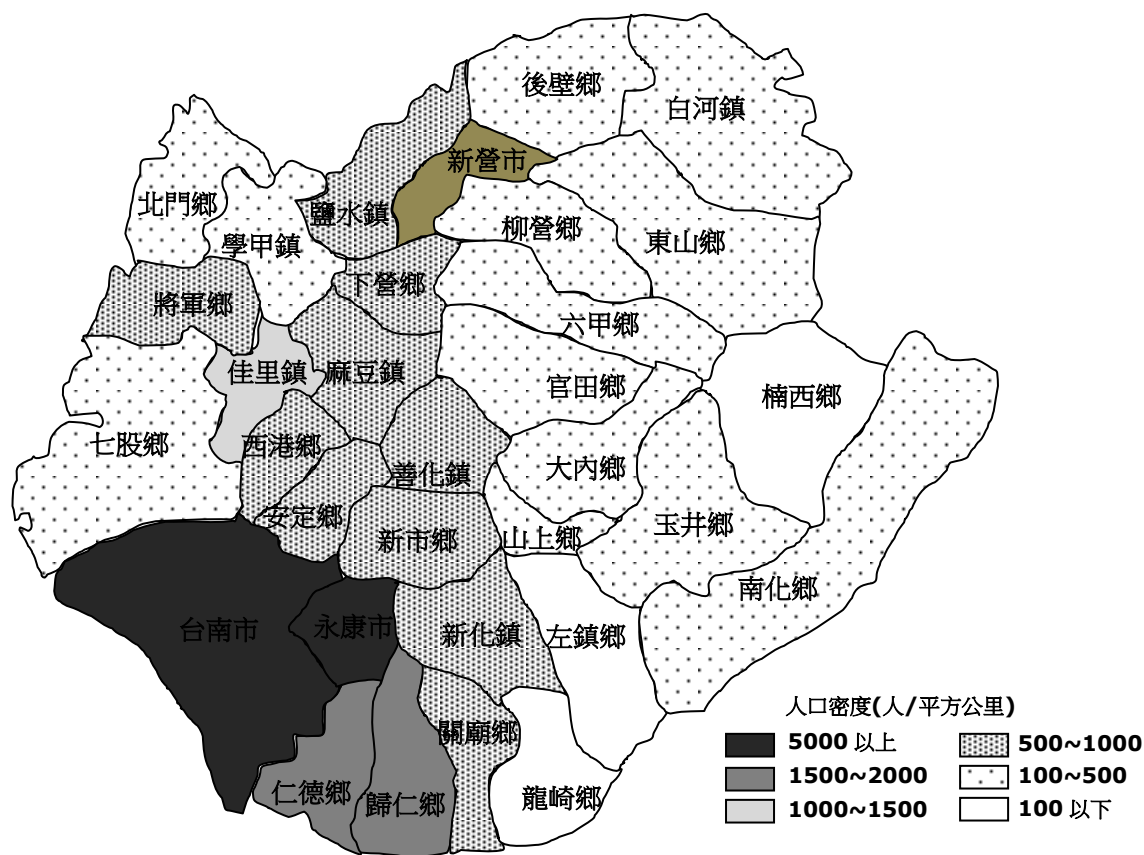 後壁鄉
白河鎮
新營市
北門鄉
鹽水鎮
學甲鎮
柳營鄉
東山鄉
下營鄉
將軍鄉
六甲鄉
佳里鎮
麻豆鎮
官田鄉
楠西鄉
七股鄉
西港鄉
善化鎮
大內鄉
安定鄉
新市鄉
山上鄉
玉井鄉
南化鄉
台南市
永康市
新化鎮
左鎮鄉
關廟鄉
仁德鄉
歸仁鄉
龍崎鄉
人口密度(人/平方公里)
5000 以上
500~1000
1500~2000
100~500
1000~1500
100 以下